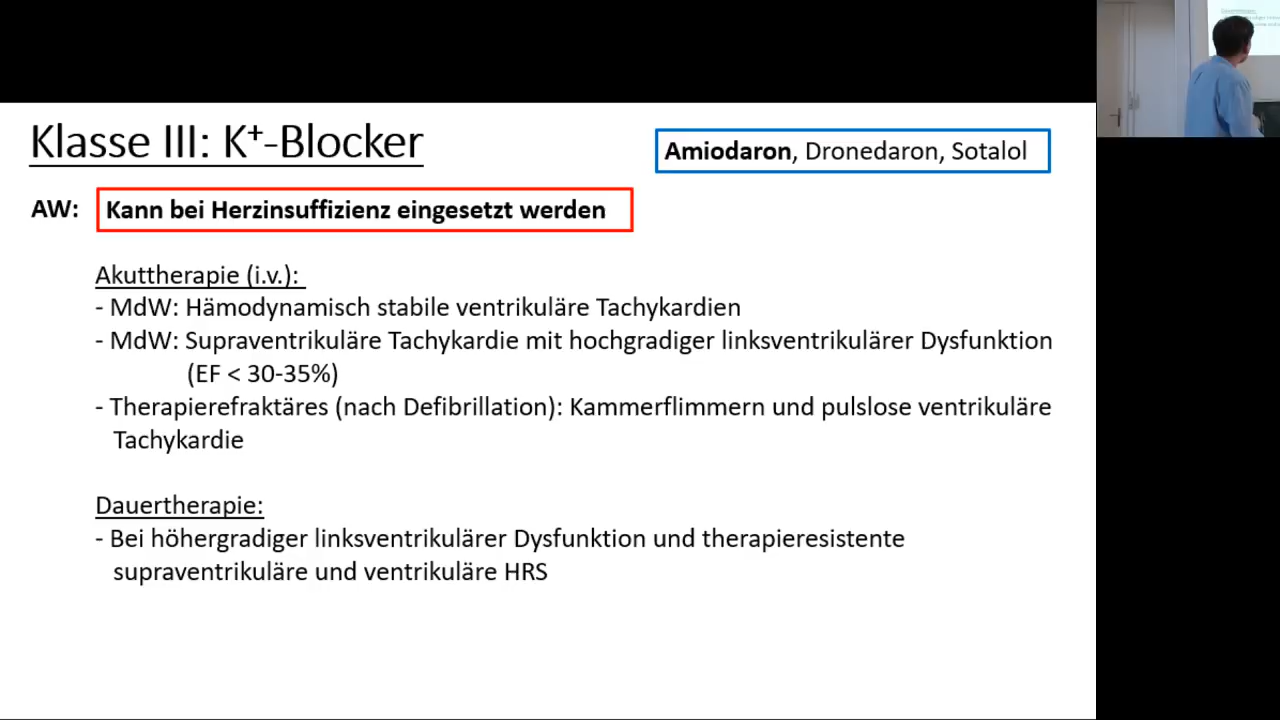 Klasse III: K⁺-Blocker
Amiodaron, Dronedaron, Sotalol
AW: Kann bei Herzinsuffizienz eingesetzt werden
Akuttherapie (i.v.):
- MdW: Hämodynamisch stabile ventrikuläre Tachykardien
- MdW: Supraventrikuläre Tachykardie mit hochgradiger linksventrikulärer Dysfunktion
(EF < 30-35%)
- Therapierefraktäres (nach Defibrillation): Kammerflimmern und pulslose ventrikuläre
Tachykardie
Dauertherapie:
- Bei höhergradiger linksventrikulärer Dysfunktion und therapieresistente
supraventrikuläre und ventrikuläre HRS